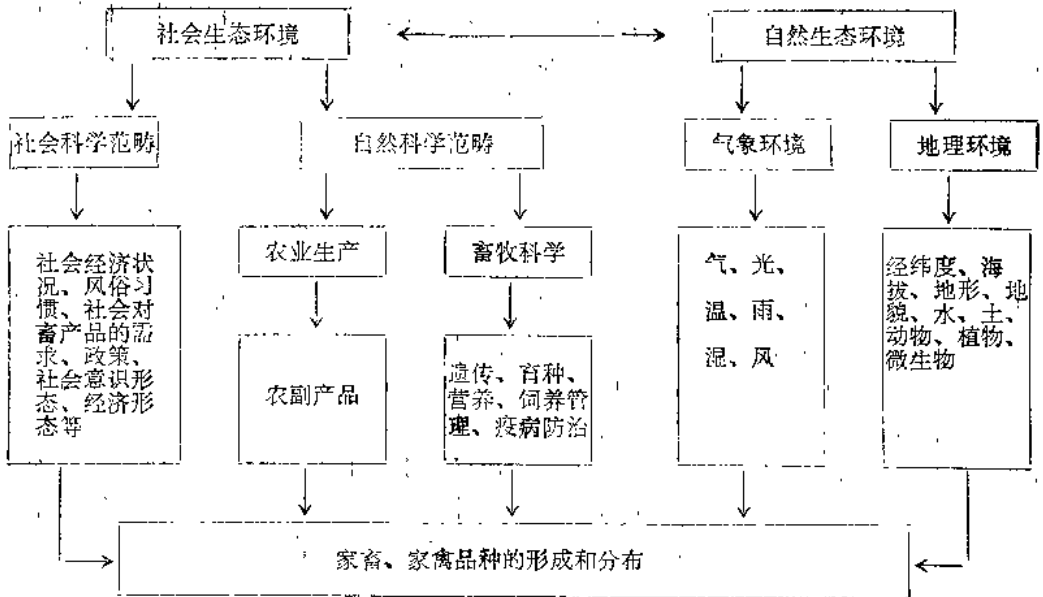 社会生态环境
自然生态环境
社会科学范畴
自然科学范畴
气象环境
地理环境
社会经济状
况、风俗习
惯、社会对
畜产品的需
求、政策、
社会意识形
态、经济形
态等
农业生产
畜牧科学
农副产品
遗传、育种、
营养、饲养管
理、疫病防治
气、光、
温、雨、
湿、风
经纬度、海
拔、地形、地
貌、水、土、
动物、植物、
微生物
家畜、家禽品种的形成和分布